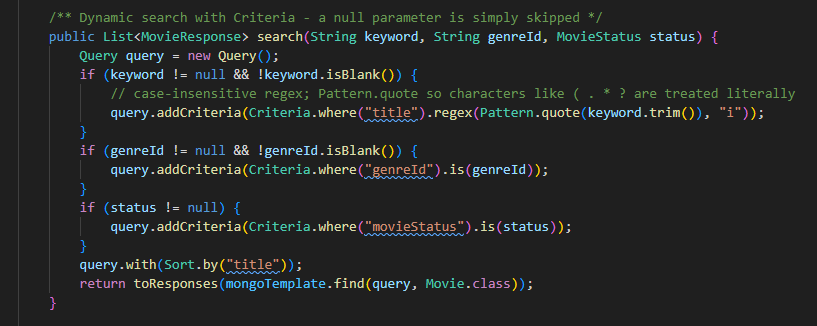 /** Dynamic search with Criteria - a null parameter is simply skipped */
public List<MovieResponse> search(String keyword, String genreId, MovieStatus status) {
    Query query = new Query();
    if (keyword != null && !keyword.isBlank()) {
        // case-insensitive regex; Pattern.quote so characters like ( . * ? are treated literally
        query.addCriteria(Criteria.where("title").regex(Pattern.quote(keyword.trim()), "i"));
    }
    if (genreId != null && !genreId.isBlank()) {
        query.addCriteria(Criteria.where("genreId").is(genreId));
    }
    if (status != null) {
        query.addCriteria(Criteria.where("movieStatus").is(status));
    }
    query.with(Sort.by("title"));
    return toResponses(mongoTemplate.find(query, Movie.class));
}